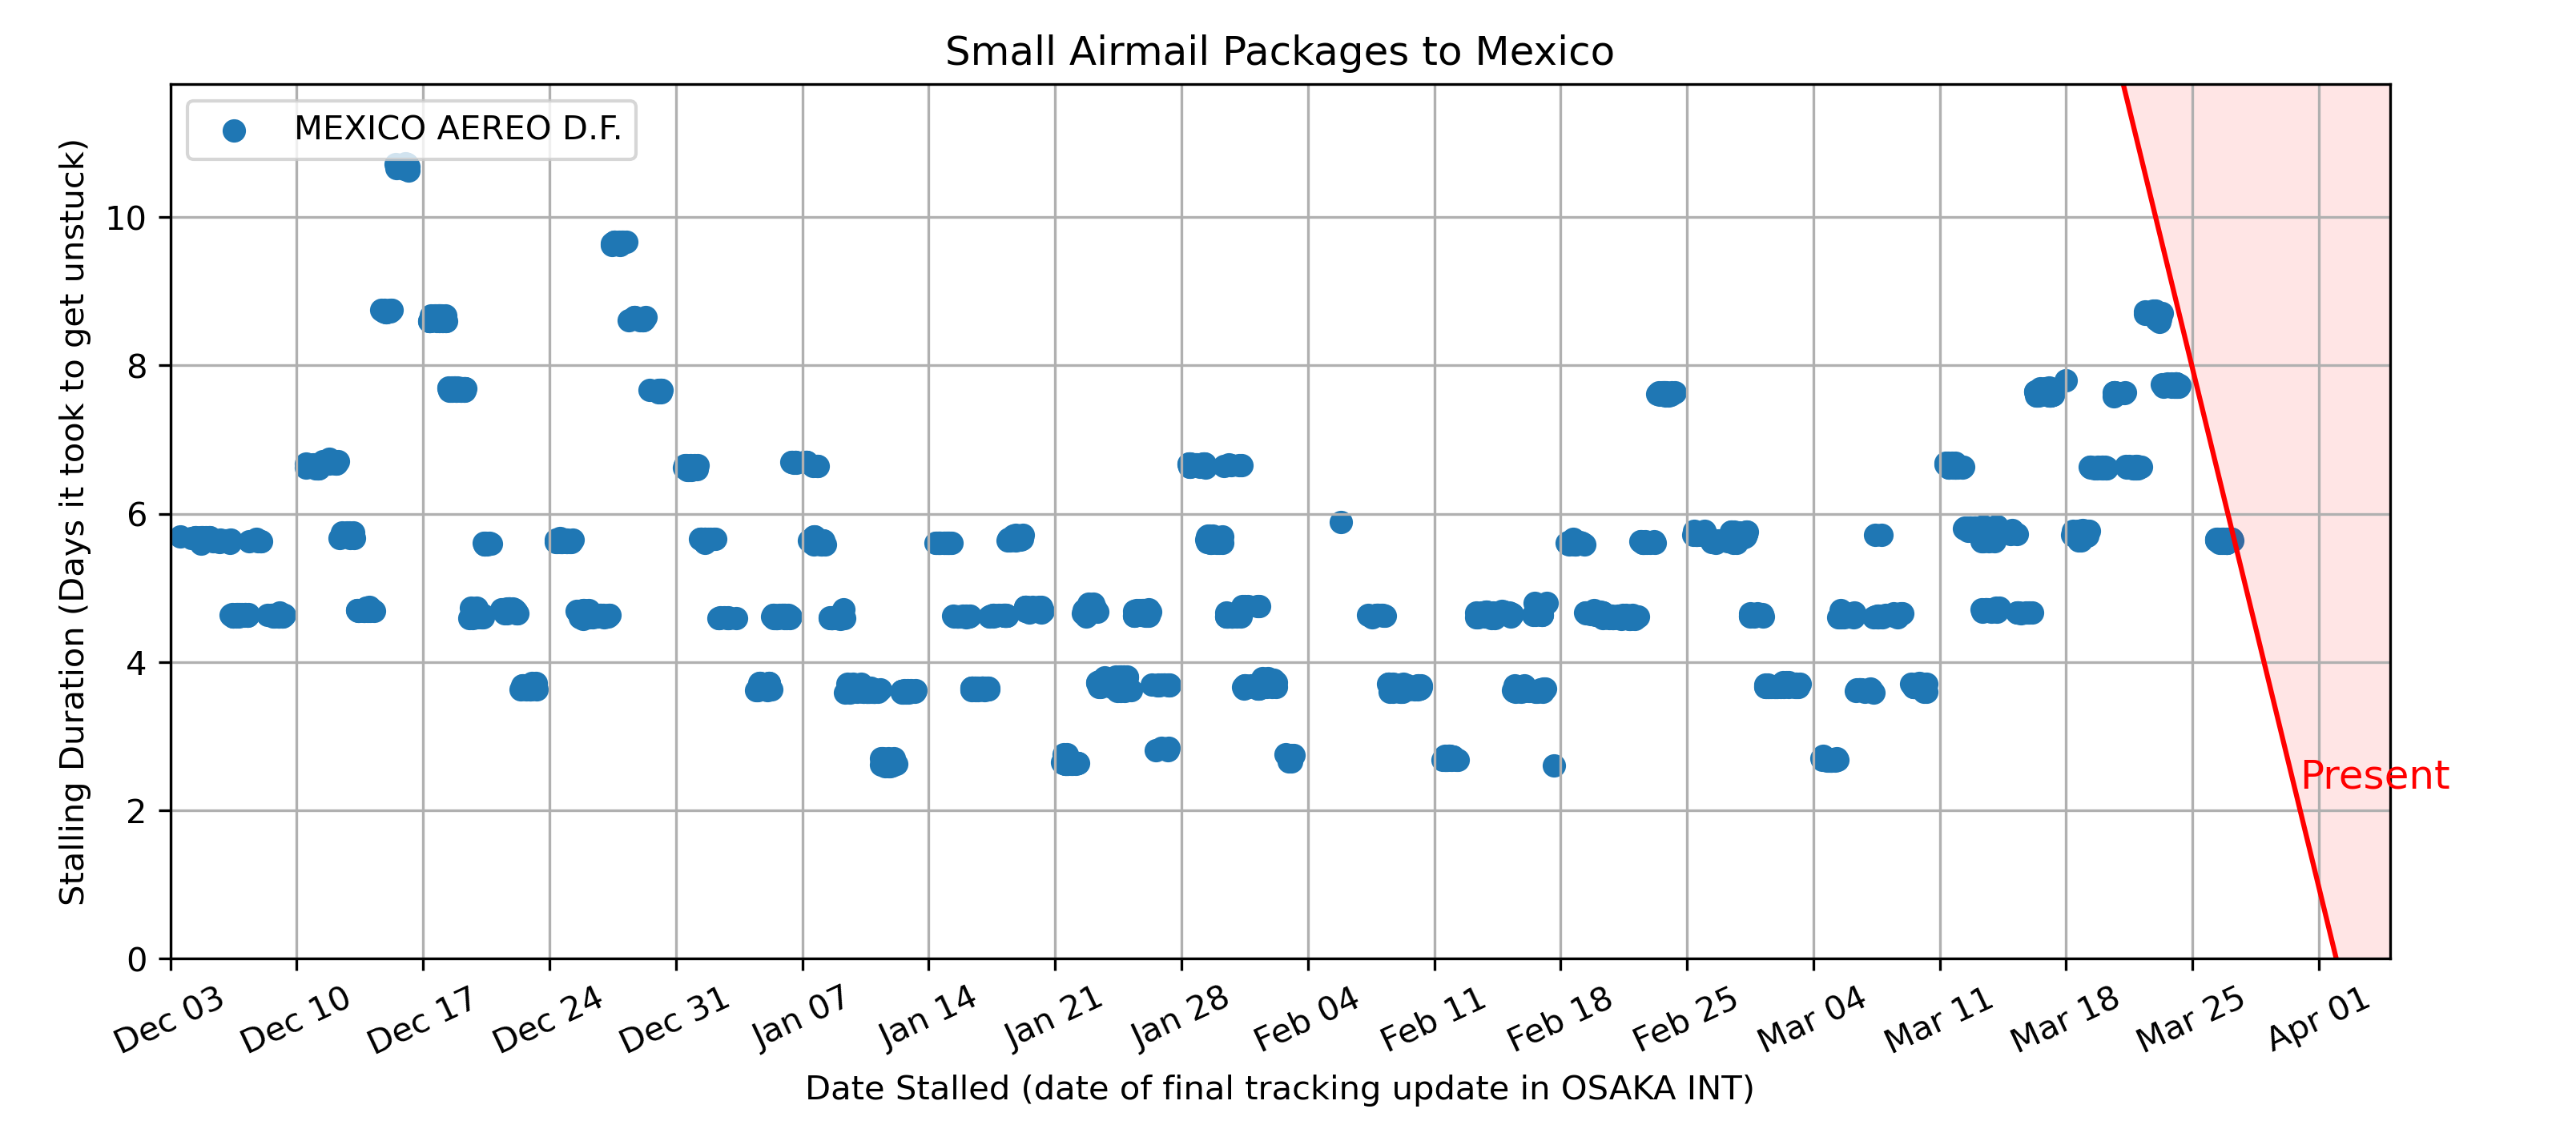 Small Airmail Packages to Mexico
MEXICO AEREO D.F.
Stalling Duration (Days it took to get unstuck)
10
8
6
4
2
0
Present
Dec 03
Dec 10
Dec 17
Dec 24
Dec 31
Jan 07
Jan 14
Jan 21
Jan 28
Feb 04
Feb 11
Feb 18
Feb 25
Mar 04
Mar 11
Mar 18
Mar 25
Apr 01
Date Stalled (date of final tracking update in OSAKA INT)